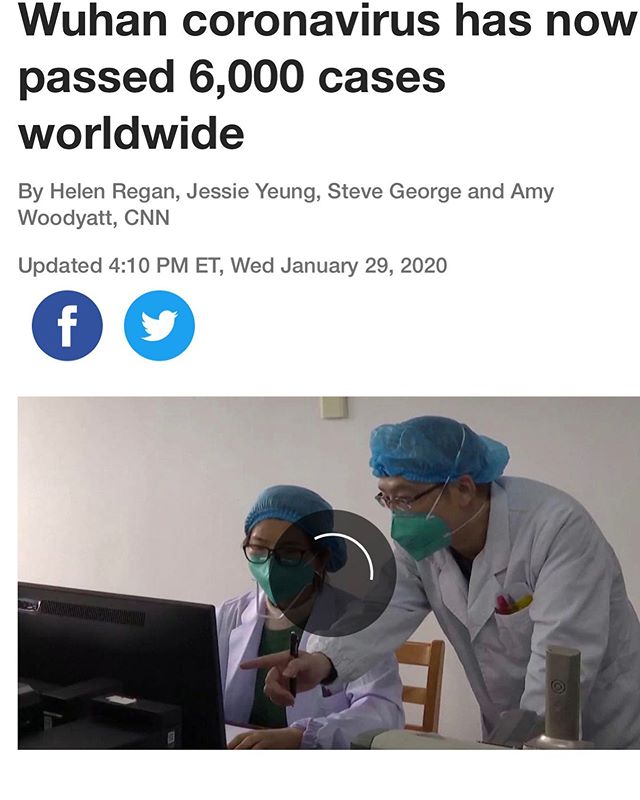 Wuhan coronavirus has now
passed 6,000 cases
worldwide
By Helen Regan, Jessie Yeung, Steve George and Amy
Woodyatt, CNN
Updated 4:10 PM ET, Wed January 29, 2020